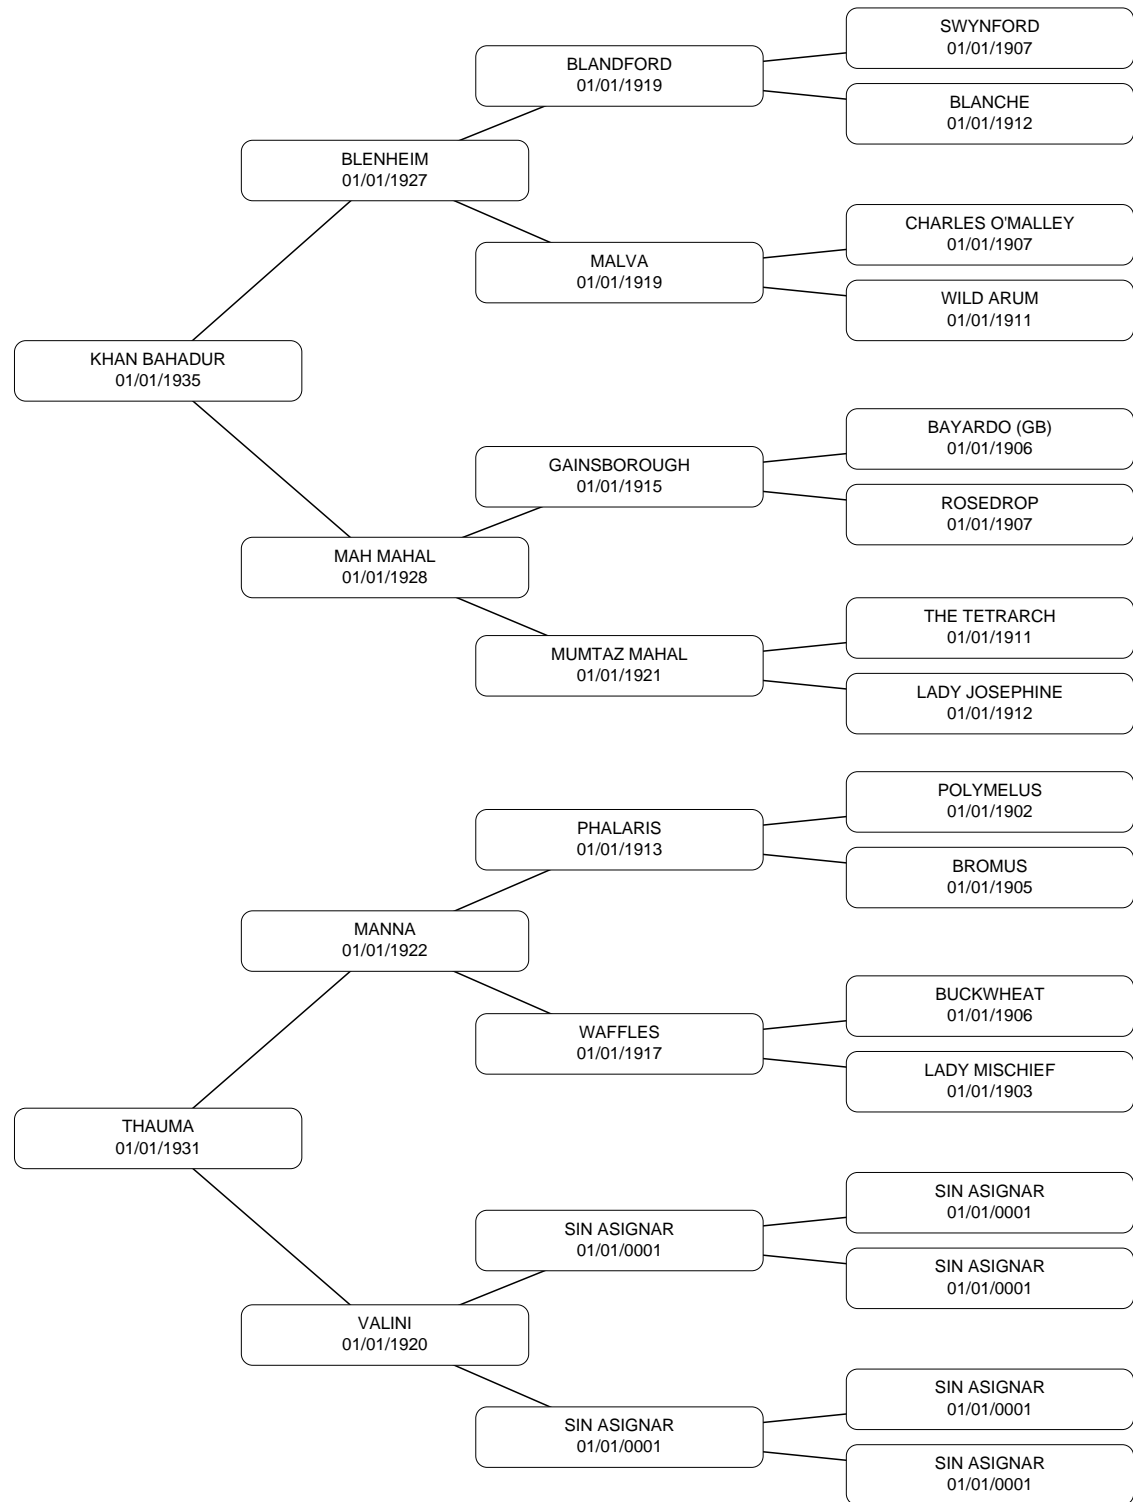 SWYNFORD
01/01/1907
BLANDFORD
01/01/1919
BLANCHE
01/01/1912
BLENHEIM
01/01/1927
CHARLES O'MALLEY
01/01/1907
MALVA
01/01/1919
WILD ARUM
01/01/1911
KHAN BAHADUR
01/01/1935
BAYARDO (GB)
01/01/1906
GAINSBOROUGH
01/01/1915
ROSEDROP
01/01/1907
MAH MAHAL
01/01/1928
THE TETRARCH
01/01/1911
MUMTAZ MAHAL
01/01/1921
LADY JOSEPHINE
01/01/1912
POLYMELUS
01/01/1902
PHALARIS
01/01/1913
BROMUS
01/01/1905
MANNA
01/01/1922
BUCKWHEAT
01/01/1906
WAFFLES
01/01/1917
LADY MISCHIEF
01/01/1903
THAUMA
01/01/1931
SIN ASIGNAR
01/01/0001
SIN ASIGNAR
01/01/0001
SIN ASIGNAR
01/01/0001
VALINI
01/01/1920
SIN ASIGNAR
01/01/0001
SIN ASIGNAR
01/01/0001
SIN ASIGNAR
01/01/0001